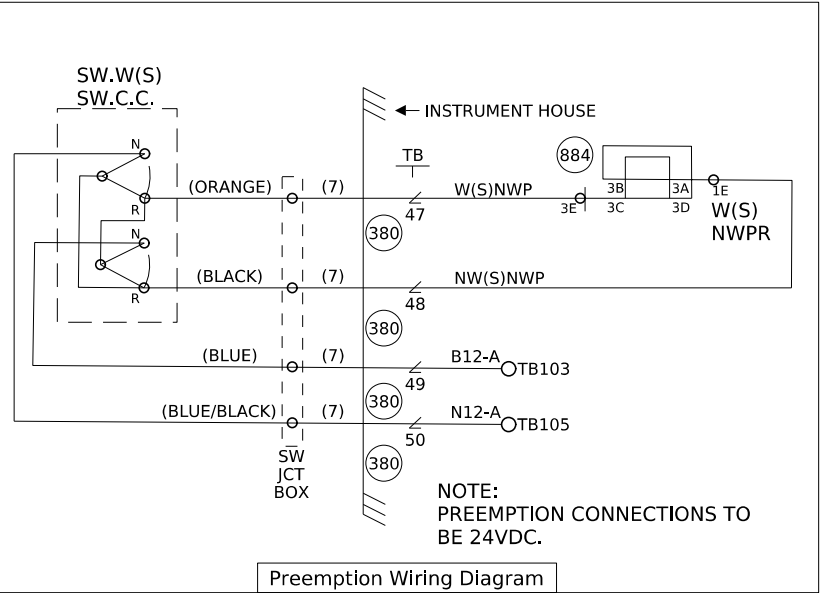 SW.W(S)
SW.C.C.
INSTRUMENT HOUSE
N
TB
884
(ORANGE)
(7)
W(S)NWP
3B
3A
1E
R
47
3E
3C
3D
W(S)
NWPR
N
380
(BLACK)
(7)
NW(S)NWP
R
48
380
(BLUE)
(7)
B12-A
TB103
49
380
(BLUE/BLACK)
(7)
N12-A
TB105
50
SW
JCT
BOX
380
NOTE:
PREEMPTION CONNECTIONS TO
BE 24VDC.
Preemption Wiring Diagram